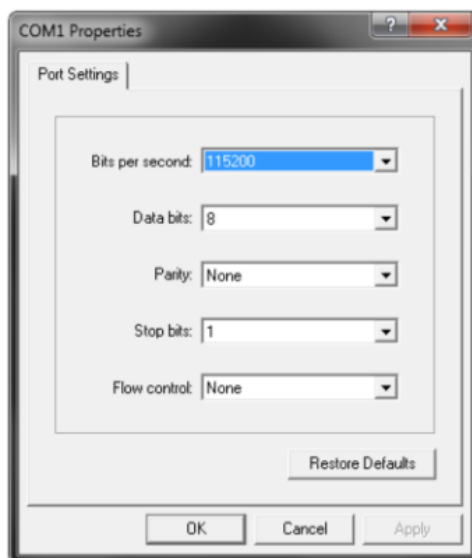 COM1 Properties
Port Settings
Bits per second: 115200
Data bits: 8
Parity: None
Stop bits: 1
Flow control: None
Restore Defaults
OK Cancel Apply